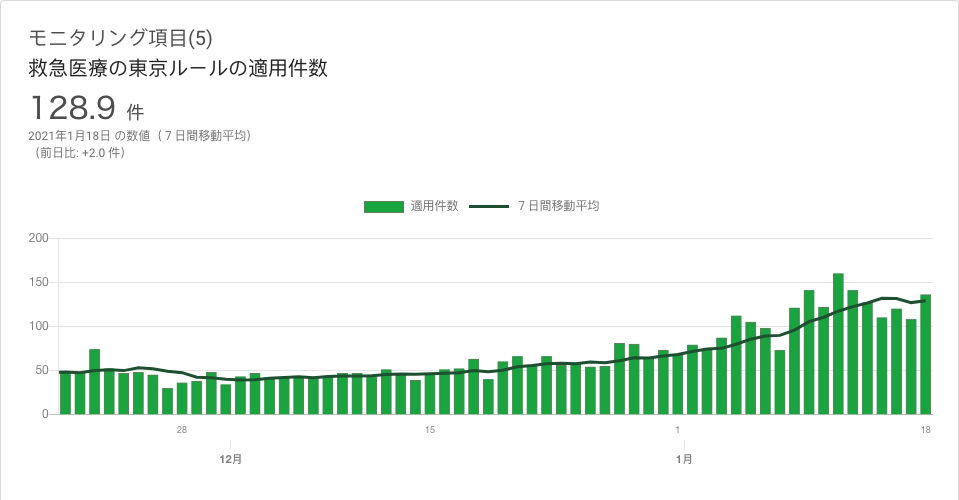 モニタリング項目(5)
救急医療の東京ルールの適用件数
128.9 件
2021年1月18日 の数値（７日間移動平均）
（前日比: +2.0 件）
適用件数 ７日間移動平均
200
150
100
50
0
28 15 1 18
12月 1月